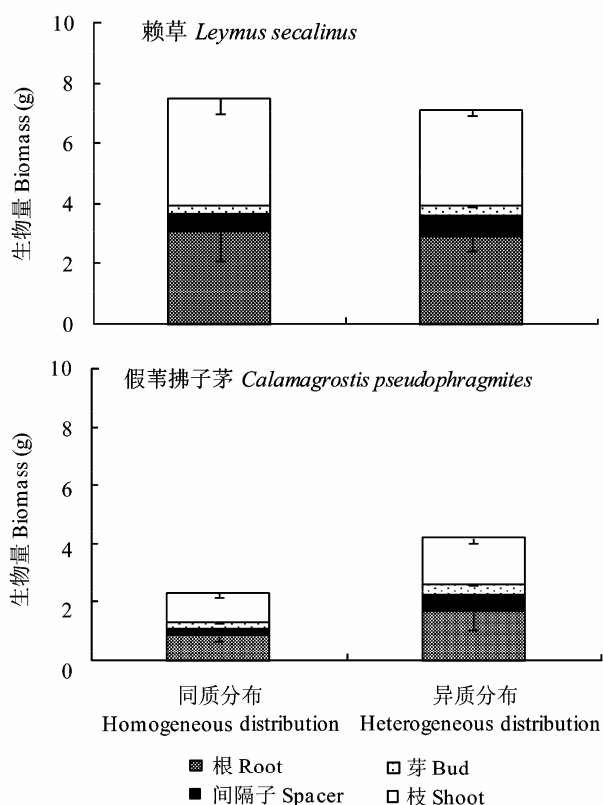 赖草 Leymus secalinus
10
8
6
4
2
0
生物量 Biomass (g)
假苇拂子茅 Calamagrostis pseudophragmites
10
8
6
4
2
0
生物量 Biomass (g)
同质分布 异质分布
Homogeneous distribution Heterogeneous distribution
根 Root 芽 Bud
间隔子 Spacer 枝 Shoot